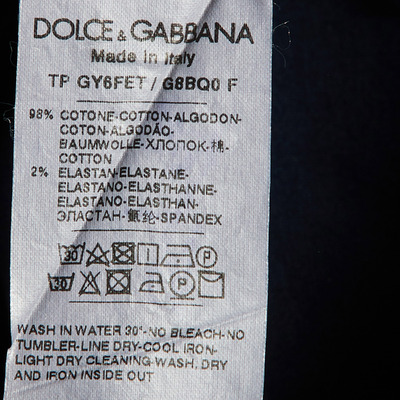 DOLCE & GABBANA
Made in Italy
TP GY6FET / G8BQ0 F
98% COTONE-COTTON-ALGODON-
COTON-ALGODÃO-
BAUMWOLLE-ХЛОПОК-棉-
COTTON
2% ELASTAN-ELASTANE-
ELASTANO-ELASTHANNE-
ELASTANO-ELASTHAN-
ЭЛАСТАН-氨纶-SPANDEX
30 P
30 P
WASH IN WATER 30°-NO BLEACH-NO
TUMBLER-LINE DRY-COOL IRON-
LIGHT DRY CLEANING-WASH, DRY
AND IRON INSIDE OUT